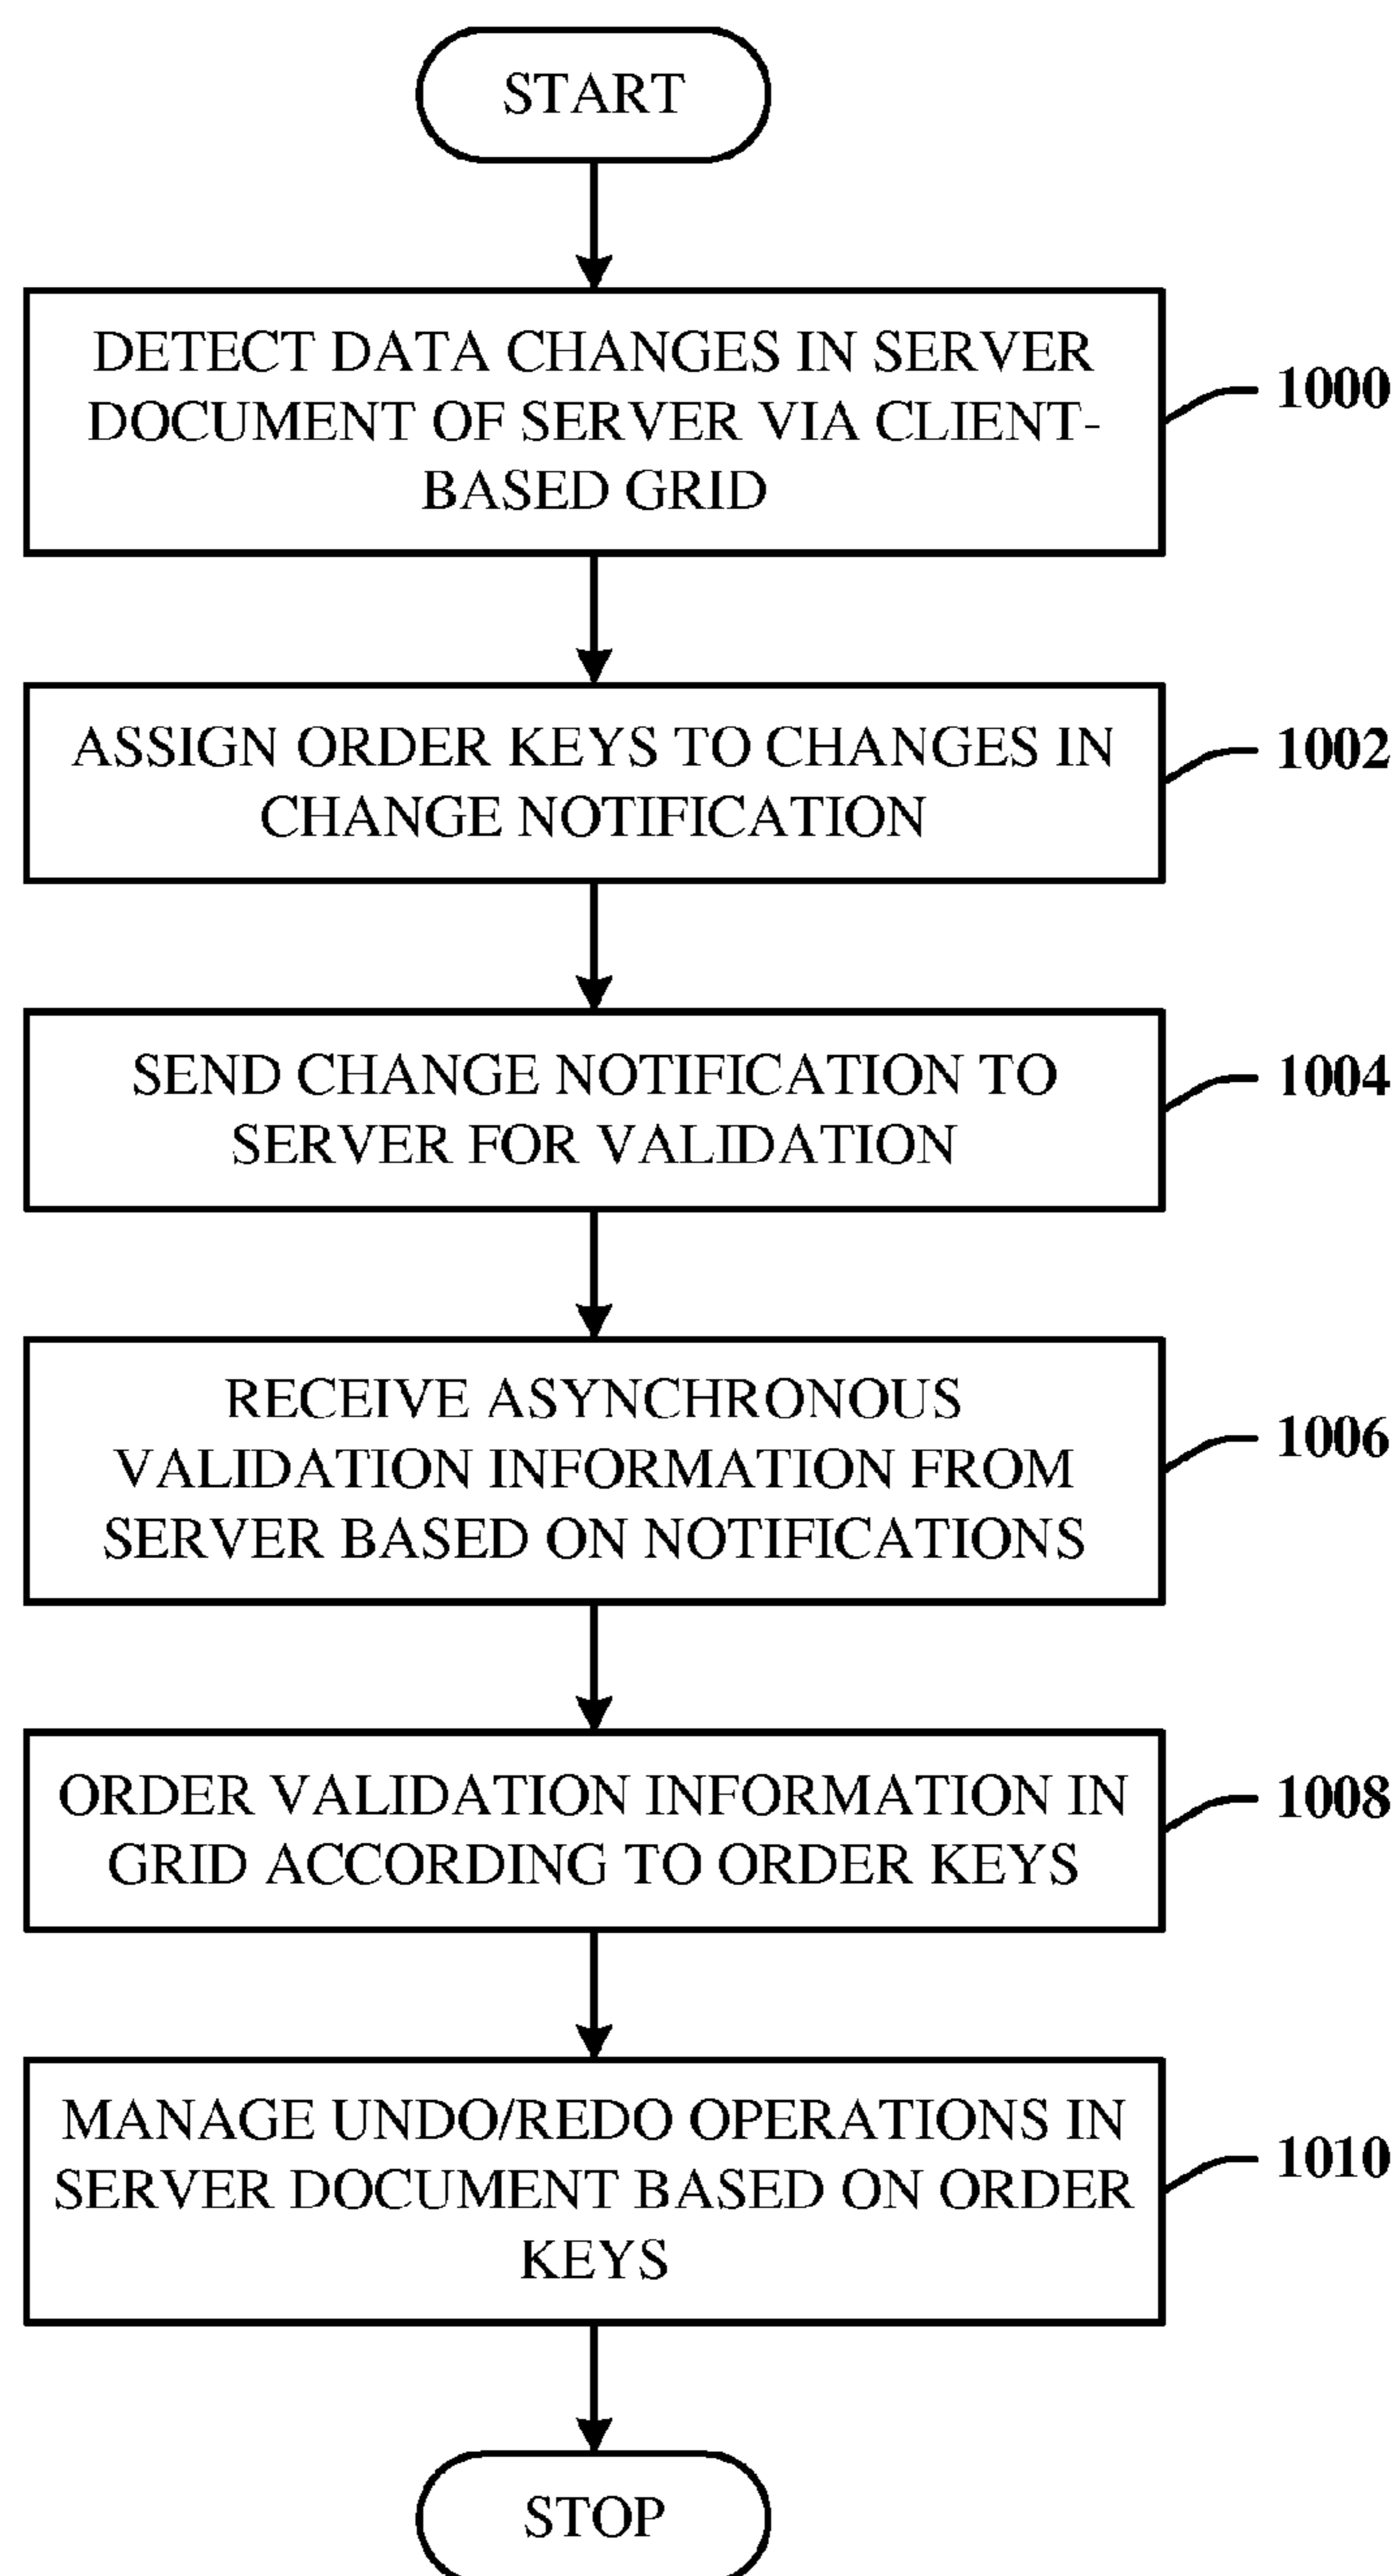 START
DETECT DATA CHANGES IN SERVER
DOCUMENT OF SERVER VIA CLIENT-
BASED GRID
1000
ASSIGN ORDER KEYS TO CHANGES IN
CHANGE NOTIFICATION
1002
SEND CHANGE NOTIFICATION TO
SERVER FOR VALIDATION
1004
RECEIVE ASYNCHRONOUS
VALIDATION INFORMATION FROM
SERVER BASED ON NOTIFICATIONS
1006
ORDER VALIDATION INFORMATION IN
GRID ACCORDING TO ORDER KEYS
1008
MANAGE UNDO/REDO OPERATIONS IN
SERVER DOCUMENT BASED ON ORDER
KEYS
1010
STOP